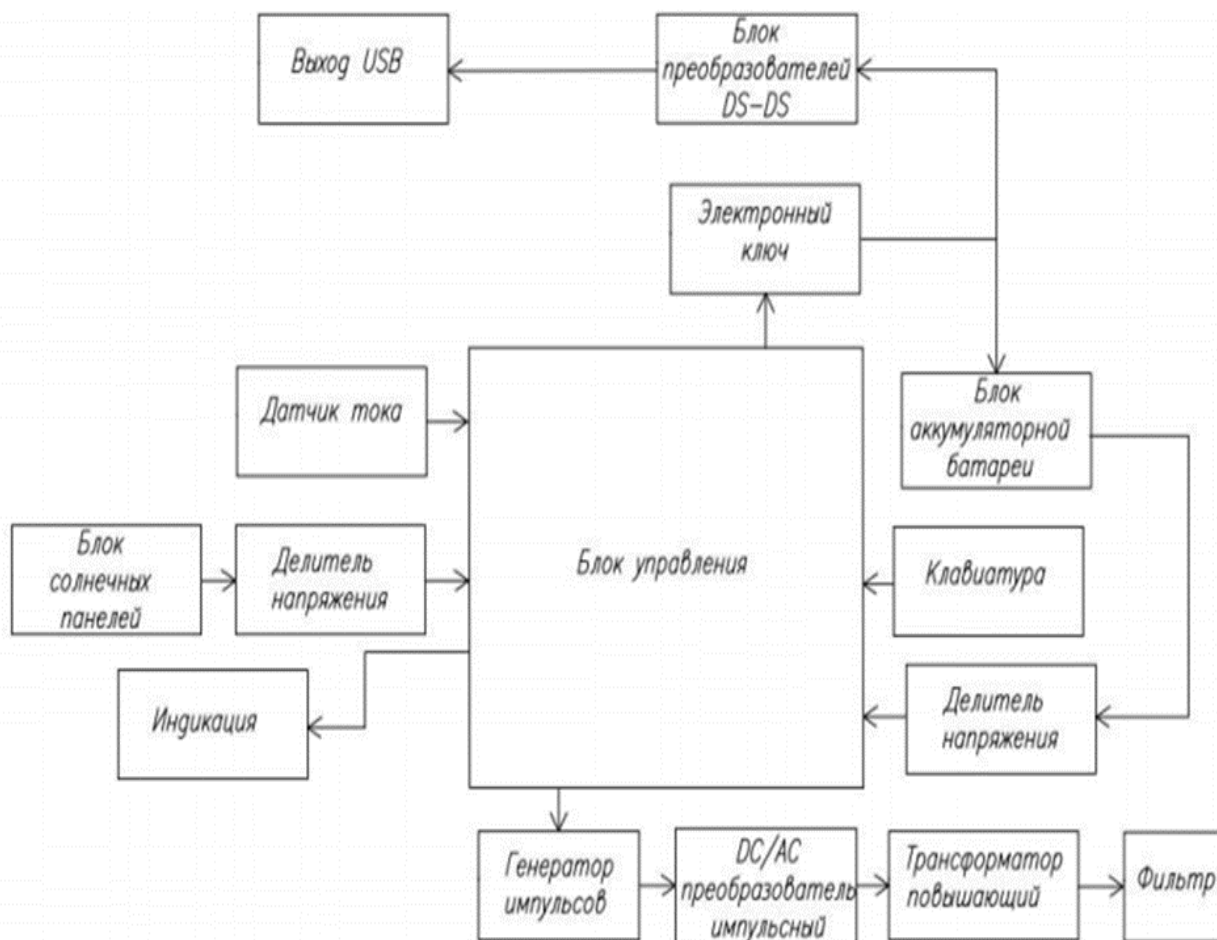 Выход USB
Блок
преобразователей
DS-DS
Электронный
ключ
Датчик тока
Блок
аккумуляторной
батареи
Блок
солнечных
панелей
Делитель
напряжения
Блок управления
Клавиатура
Индикация
Делитель
напряжения
Генератор
импульсов
DC/AC
преобразователь
импульсный
Трансформатор
повышающий
Фильтр